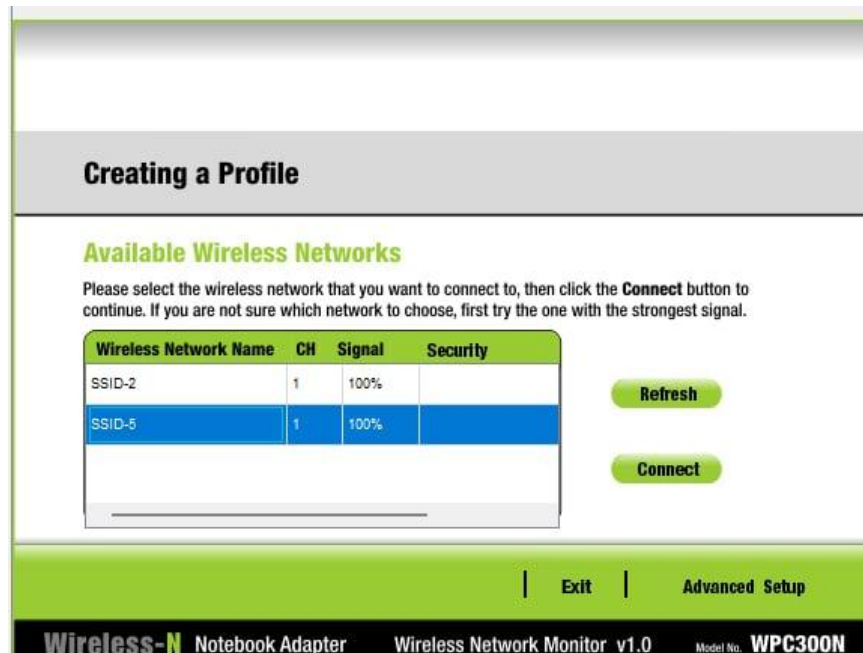 Creating a Profile
Available Wireless Networks
Please select the wireless network that you want to connect to, then click the Connect button to
continue. If you are not sure which network to choose, first try the one with the strongest signal.
Wireless Network Name CH Signal Security
SSID-2 1 100%
SSID-5 1 100%
Refresh
Connect
Exit Advanced Setup
Wireless-N Notebook Adapter Wireless Network Monitor v1.0 Model No. WPC300N